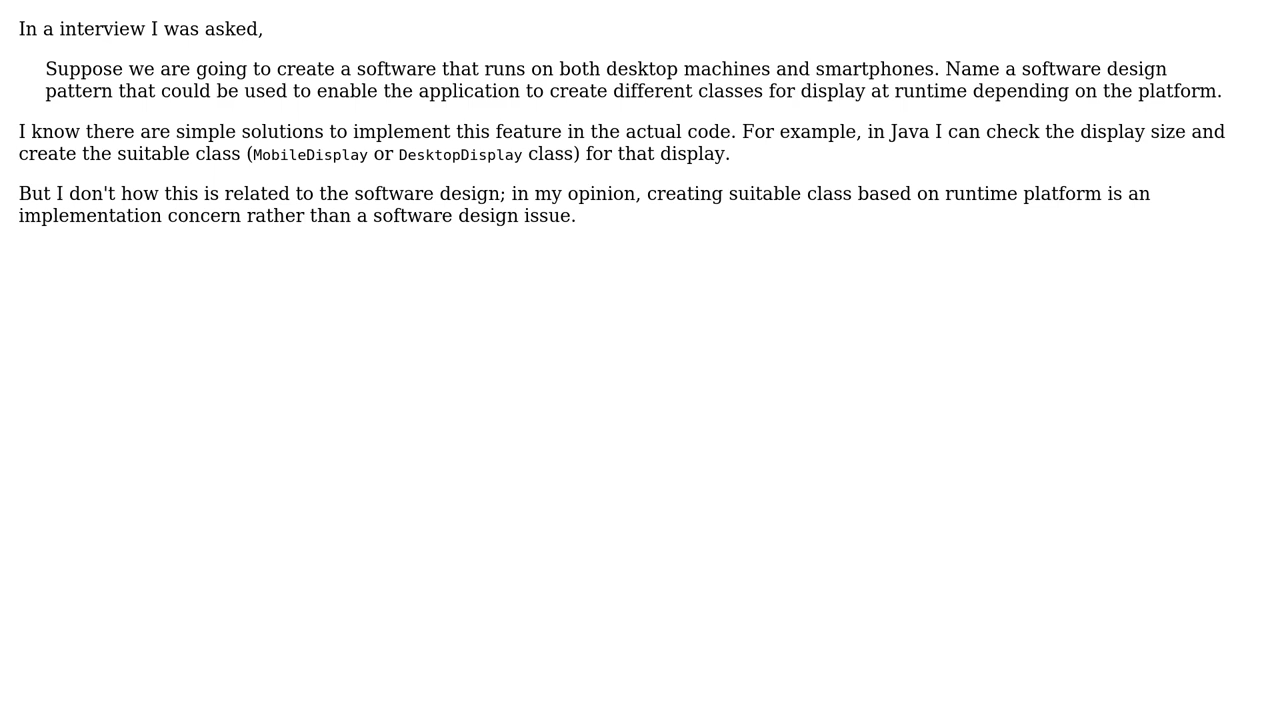 In a interview I was asked,
Suppose we are going to create a software that runs on both desktop machines and smartphones. Name a software design
pattern that could be used to enable the application to create different classes for display at runtime depending on the platform.
I know there are simple solutions to implement this feature in the actual code. For example, in Java I can check the display size and
create the suitable class (MobileDisplay or DesktopDisplay class) for that display.
But I don't how this is related to the software design; in my opinion, creating suitable class based on runtime platform is an
implementation concern rather than a software design issue.